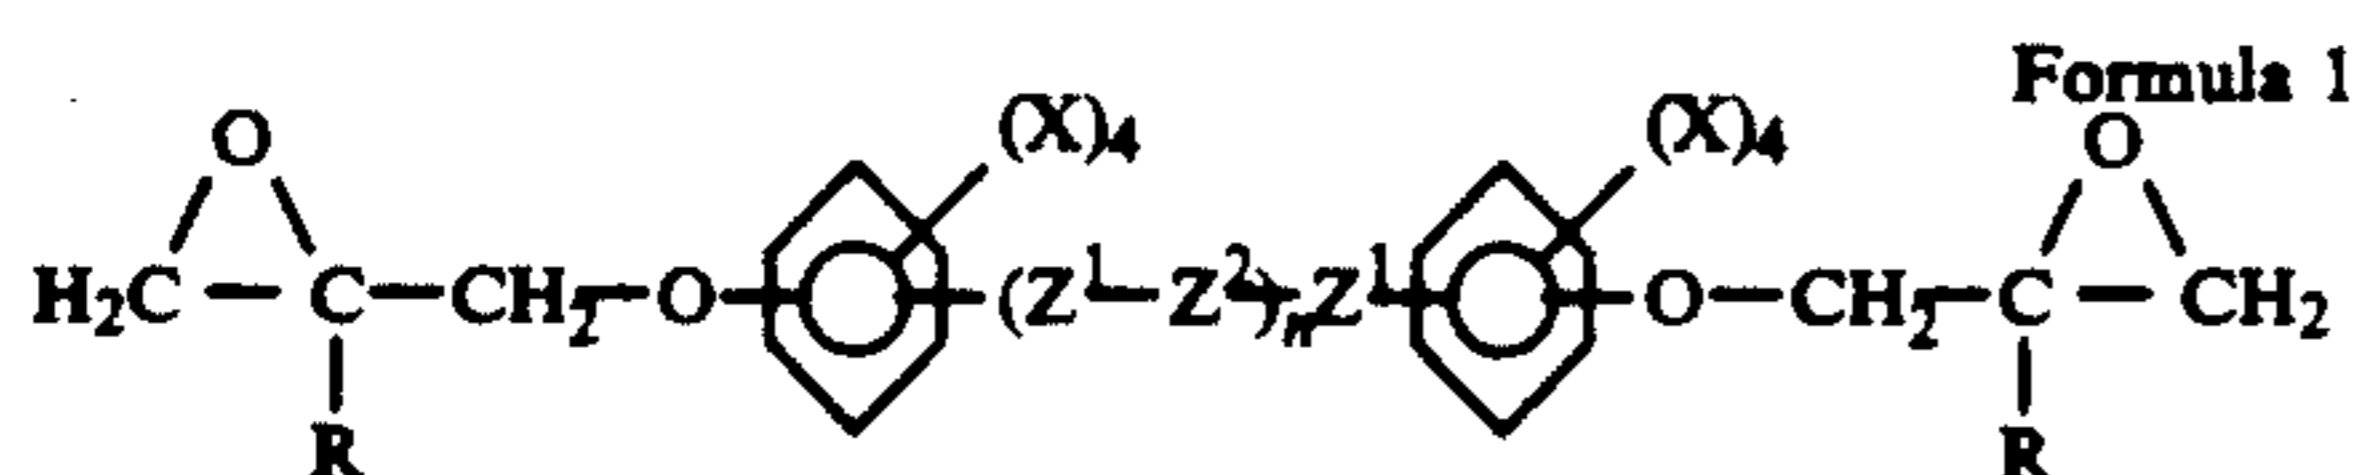 Formula 1
O (X)4 (X)4 O
H2C—C—CH2—O— —(Z1—Z2)nZ1— —O—CH2—C—CH2
R R